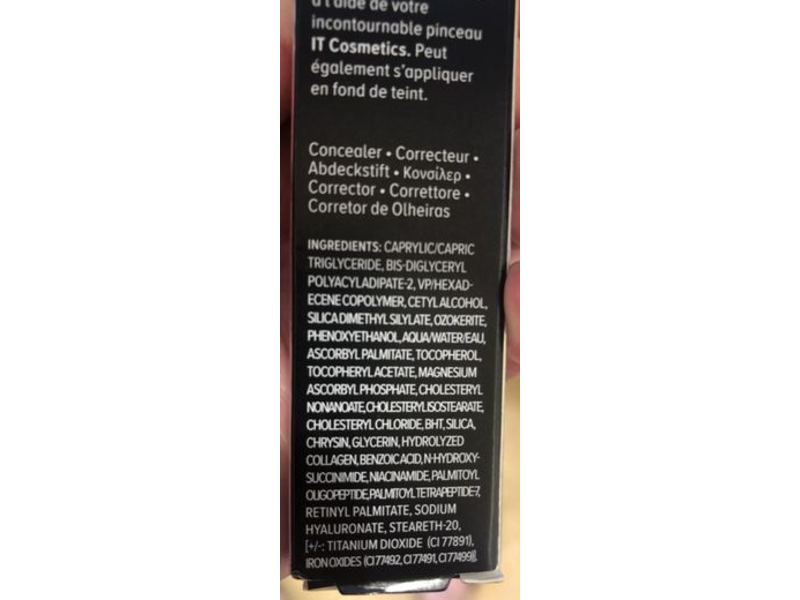 à l'aide de votre
incontournable pinceau
IT Cosmetics. Peut
également s'appliquer
en fond de teint.
Concealer • Correcteur •
Abdeckstift • Κονσίλερ •
Corrector • Correttore •
Corretor de Olheiras
INGREDIENTS: CAPRYLIC/CAPRIC
TRIGLYCERIDE, BIS-DIGLYCERYL
POLYACYLADIPATE-2, VP/HEXAD-
ECENE COPOLYMER, CETYL ALCOHOL,
SILICA DIMETHYL SILYLATE, OZOKERITE,
PHENOXYETHANOL, AQUA/WATER/EAU,
ASCORBYL PALMITATE, TOCOPHEROL,
TOCOPHERYL ACETATE, MAGNESIUM
ASCORBYL PHOSPHATE, CHOLESTERYL
NONANOATE, CHOLESTERYL ISOSTEARATE,
CHOLESTERYL CHLORIDE, BHT, SILICA,
CHRYSIN, GLYCERIN, HYDROLYZED
COLLAGEN, BENZOIC ACID, N-HYDROXY-
SUCCINIMIDE, NIACINAMIDE, PALMITOYL
OLIGOPEPTIDE, PALMITOYL TETRAPEPTIDE-7,
RETINYL PALMITATE, SODIUM
HYALURONATE, STEARETH-20,
[+/-: TITANIUM DIOXIDE (CI 77891),
IRON OXIDES (CI 77492, CI 77491, CI 77499)].